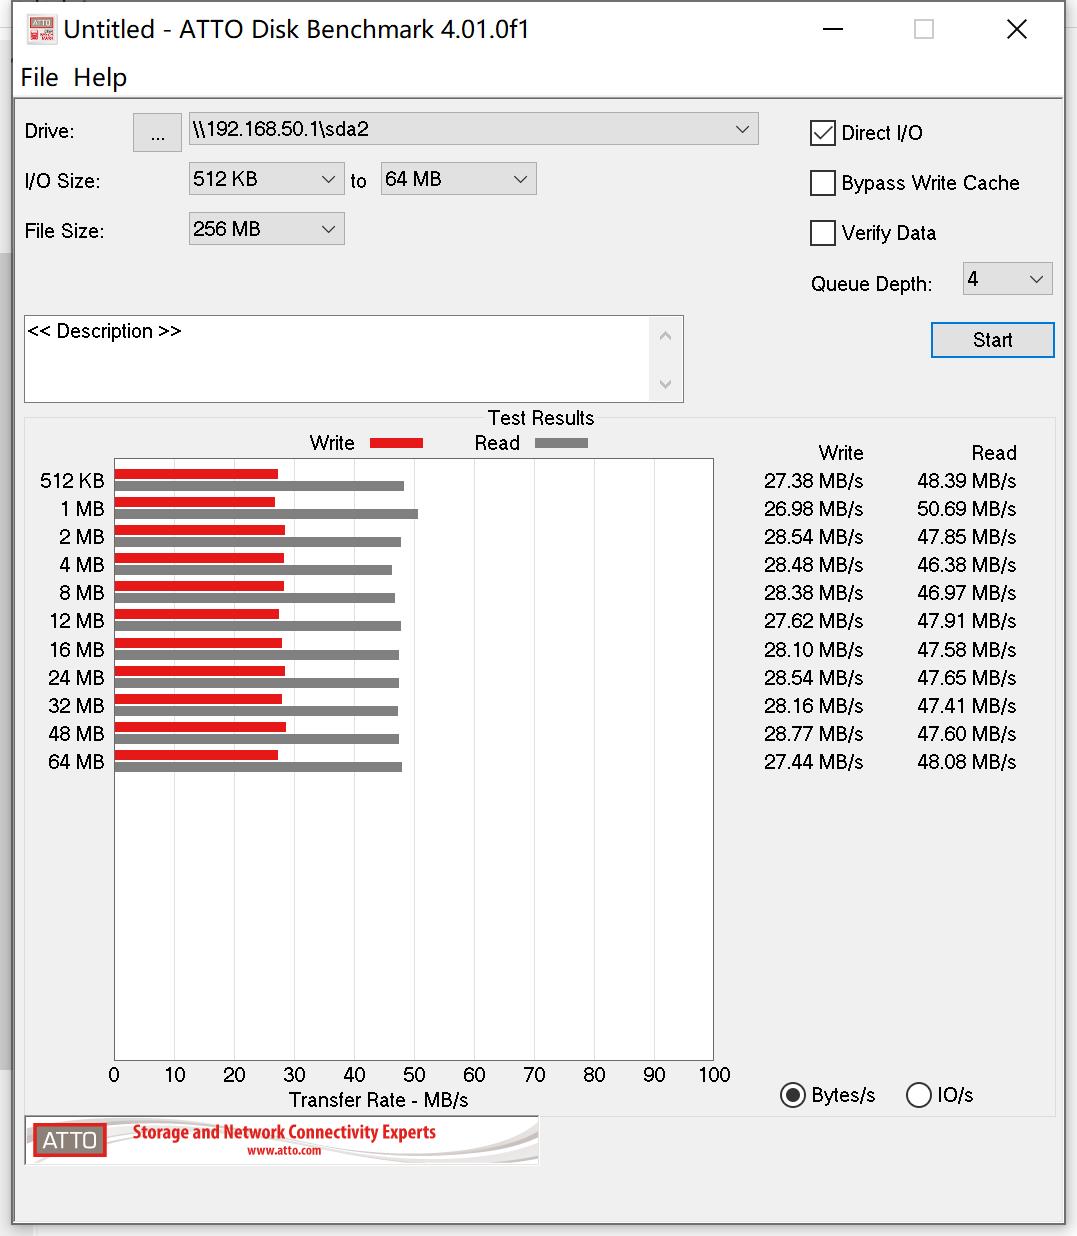 Untitled - ATTO Disk Benchmark 4.01.0f1
File Help
Drive: ... \\192.168.50.1\sda2
Direct I/O
I/O Size: 512 KB to 64 MB
Bypass Write Cache
File Size: 256 MB
Verify Data
Queue Depth: 4
<< Description >>
Start
Test Results
Write Read
Write Read
512 KB 27.38 MB/s 48.39 MB/s
1 MB 26.98 MB/s 50.69 MB/s
2 MB 28.54 MB/s 47.85 MB/s
4 MB 28.48 MB/s 46.38 MB/s
8 MB 28.38 MB/s 46.97 MB/s
12 MB 27.62 MB/s 47.91 MB/s
16 MB 28.10 MB/s 47.58 MB/s
24 MB 28.54 MB/s 47.65 MB/s
32 MB 28.16 MB/s 47.41 MB/s
48 MB 28.77 MB/s 47.60 MB/s
64 MB 27.44 MB/s 48.08 MB/s
0 10 20 30 40 50 60 70 80 90 100
Transfer Rate - MB/s
Bytes/s IO/s
ATTO Storage and Network Connectivity Experts
www.atto.com